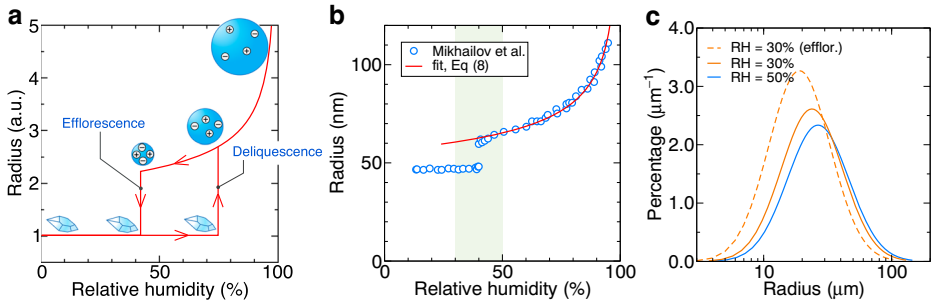 a
5
4
3
2
1
0
50
100
Radius (a.u.)
Relative humidity (%)
Efflorescence
Deliquescence
b
100
50
0
0
50
100
Radius (nm)
Relative humidity (%)
Mikhailov et al.
fit, Eq (8)
c
4.0
3.0
2.0
1.0
0.0
10
100
Percentage (μm⁻¹)
Radius (μm)
RH = 30% (efflor.)
RH = 30%
RH = 50%